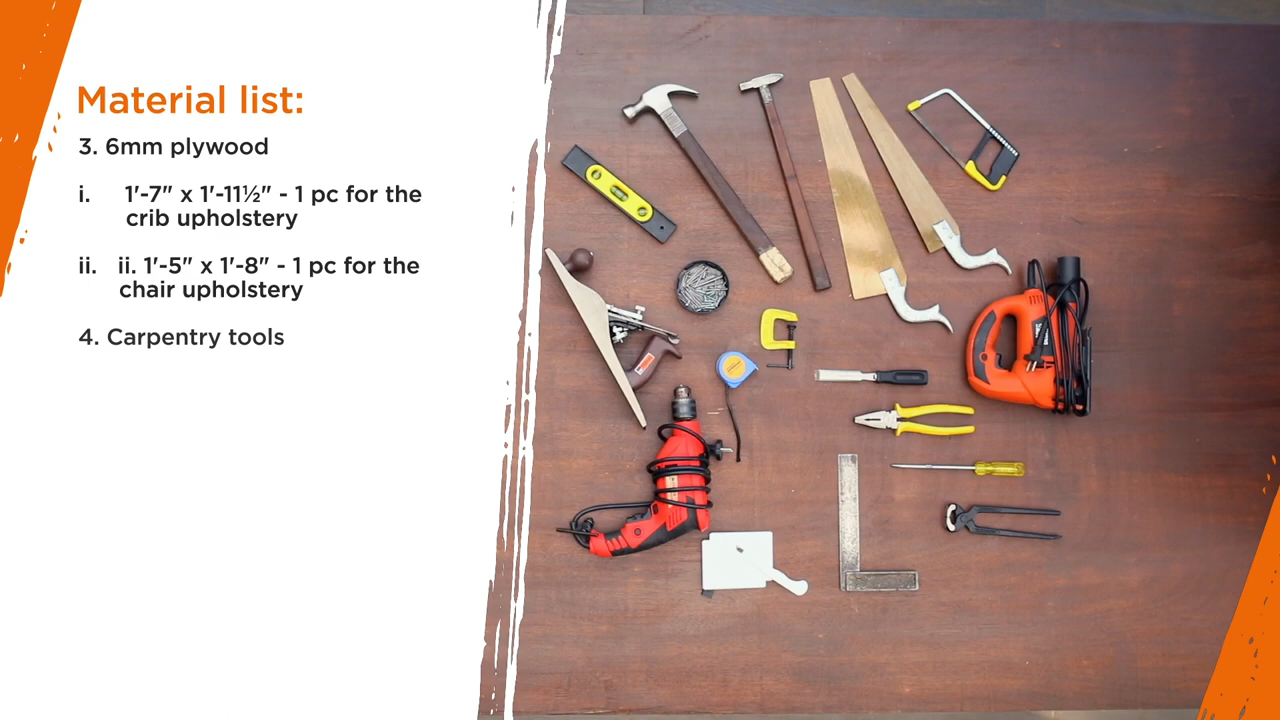 Material list:
3. 6mm plywood
i. 1'-7" x 1'-11½" - 1 pc for the
crib upholstery
ii. ii. 1'-5" x 1'-8" - 1 pc for the
chair upholstery
4. Carpentry tools